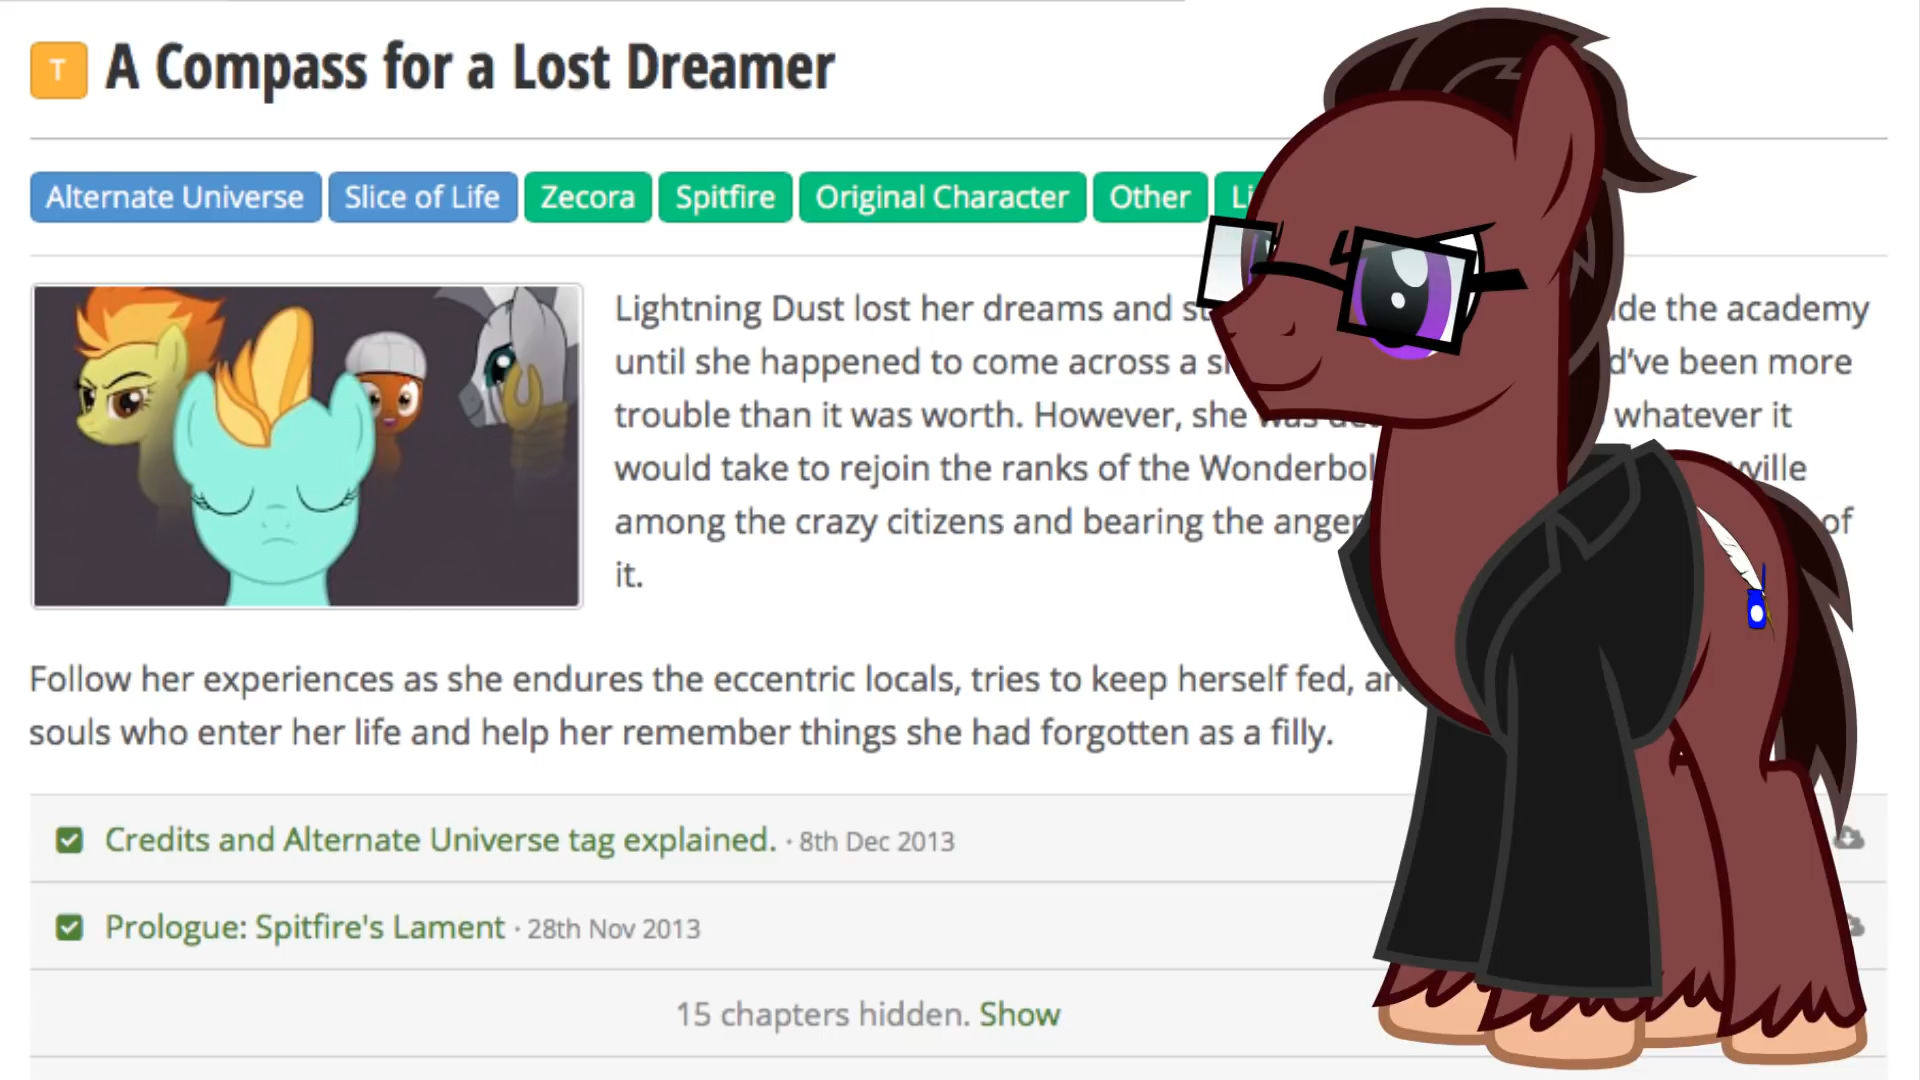 T A Compass for a Lost Dreamer
Alternate Universe Slice of Life Zecora Spitfire Original Character Other
Lightning Dust lost her dreams and the academy
until she happened to come across a d've been more
trouble than it was worth. However, she was whatever it
would take to rejoin the ranks of the
among the crazy citizens and bearing the of
it.
Follow her experiences as she endures the eccentric locals, tries to keep herself fed,
souls who enter her life and help her remember things she had forgotten as a filly.
Credits and Alternate Universe tag explained. · 8th Dec 2013
Prologue: Spitfire's Lament · 28th Nov 2013
15 chapters hidden. Show